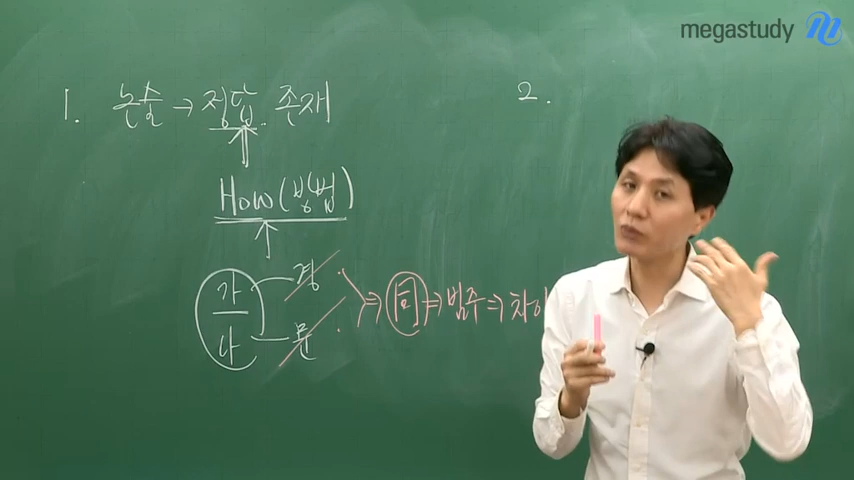 megastudy
1. 논술 → 정답 존재
2.
How (방법)
가 경
나 문
⇒ 同 ⇒ 범주 ⇒ 차이